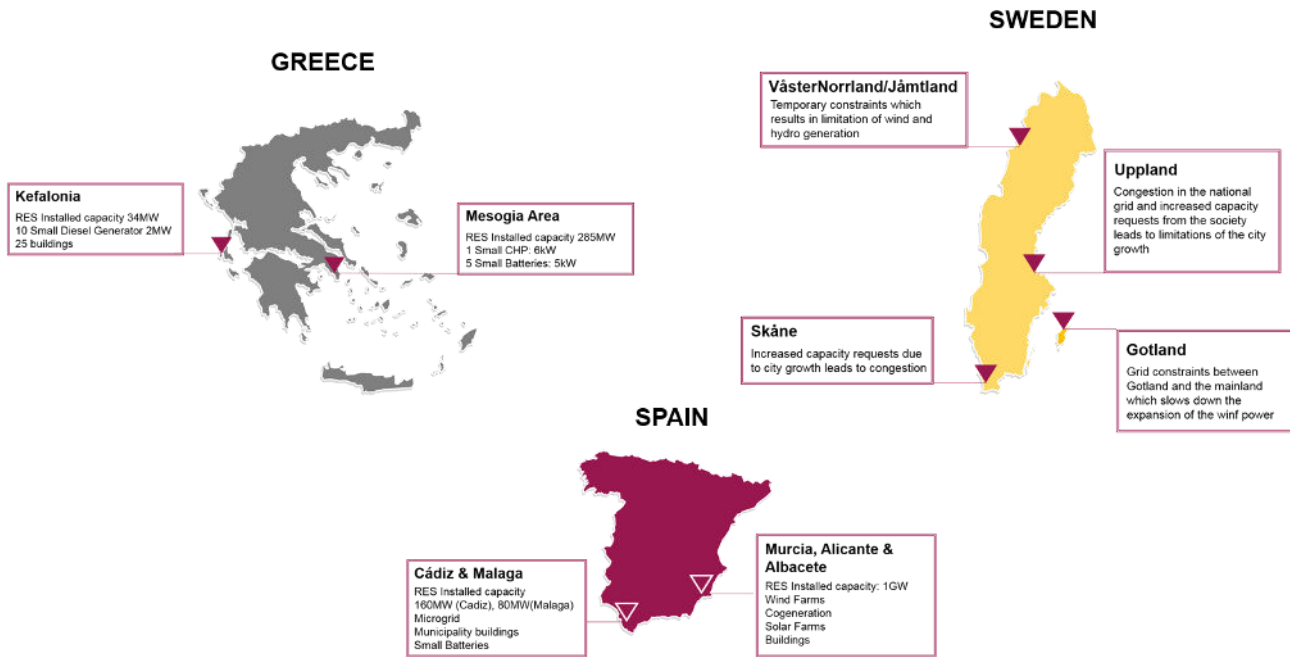 GREECE
Kefalonia
RES Installed capacity 34MW
10 Small Diesel Generator 2MW
25 buildings
Mesogia Area
RES Installed capacity 285MW
1 Small CHP: 6kW
5 Small Batteries: 5kW
SWEDEN
VåsterNorrland/Jåmtland
Temporary constraints which
results in limitation of wind and
hydro generation
Uppland
Congestion in the national
grid and increased capacity
requests from the society
leads to limitations of the city
growth
Skåne
Increased capacity requests due
to city growth leads to congestion
Gotland
Grid constraints between
Gotland and the mainland
which slows down the
expansion of the winf power
SPAIN
Cádiz & Malaga
RES Installed capacity
160MW (Cadiz), 80MW(Malaga)
Microgrid
Municipality buildings
Small Batteries
Murcia, Alicante &
Albacete
RES Installed capacity: 1GW
Wind Farms
Cogeneration
Solar Farms
Buildings